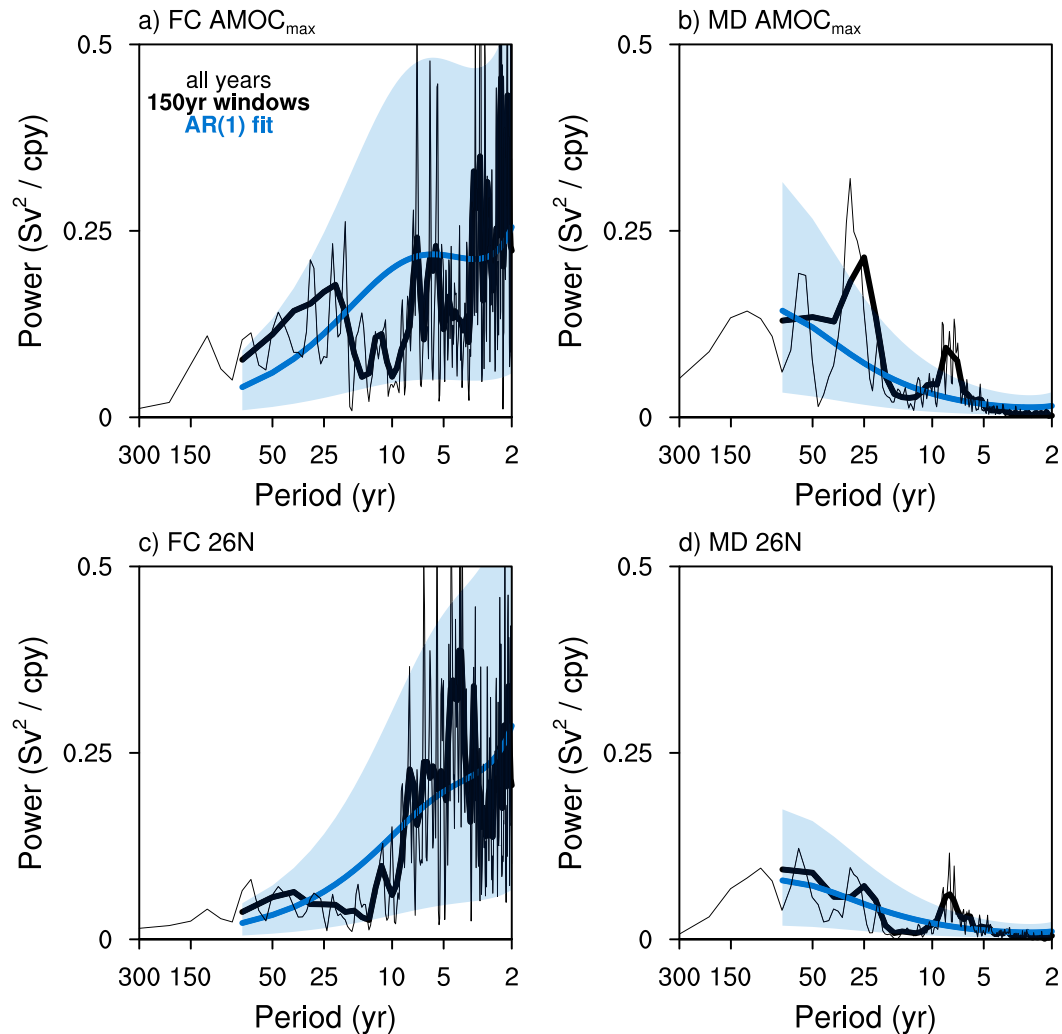 a) FC AMOCmax
0.5
0.25
0
Power (Sv² / cpy)
all years
150yr windows
AR(1) fit
300 150 50 25 10 5 2
Period (yr)
b) MD AMOCmax
0.5
0.25
0
Power (Sv² / cpy)
300 150 50 25 10 5 2
Period (yr)
c) FC 26N
0.5
0.25
0
Power (Sv² / cpy)
300 150 50 25 10 5 2
Period (yr)
d) MD 26N
0.5
0.25
0
Power (Sv² / cpy)
300 150 50 25 10 5 2
Period (yr)